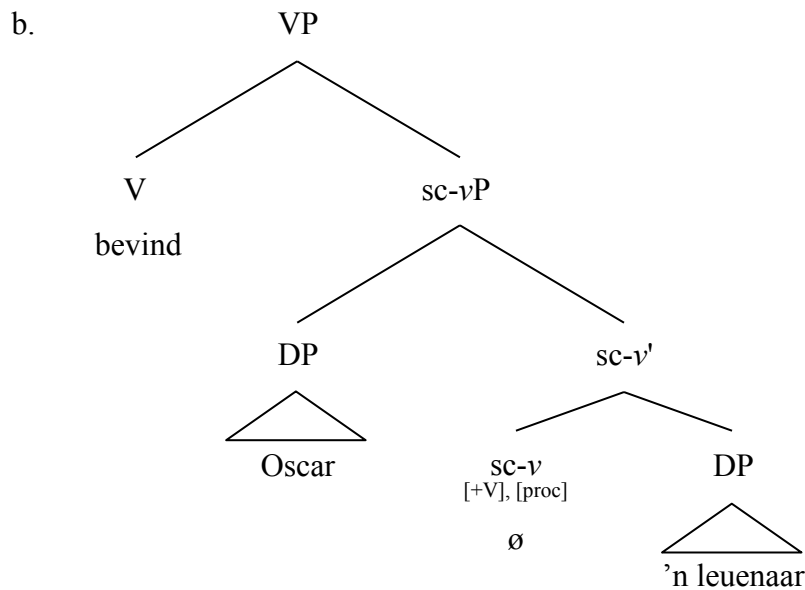 b. VP
V sc-vP
bevind
DP sc-v'
Oscar sc-v DP
[+V], [proc]
ø
’n leuenaar